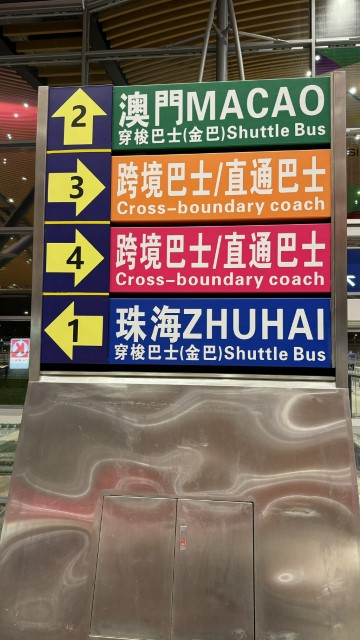 2 澳門MACAO
穿梭巴士(金巴)Shuttle Bus
3 跨境巴士/直通巴士
Cross-boundary coach
4 跨境巴士/直通巴士
Cross-boundary coach
1 珠海ZHUHAI
穿梭巴士(金巴)Shuttle Bus